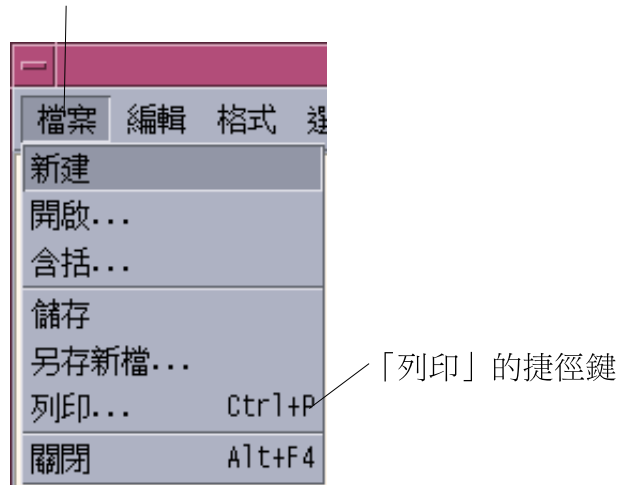 檔案 編輯 格式
新建
開啟...
含括...
儲存
另存新檔...
列印... Ctrl+P
「列印」的捷徑鍵
關閉 Alt+F4